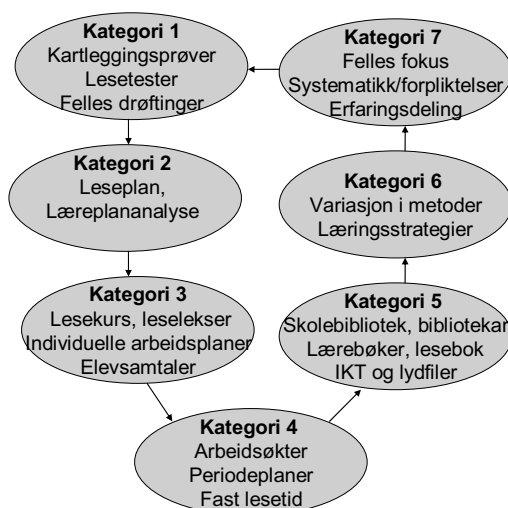 Kategori 1
Kartleggingsprøver
Lesetester
Felles drøftinger
Kategori 2
Leseplan,
Læreplananalyse
Kategori 3
Lesekurs, leselekser
Individuelle arbeidsplaner
Elevsamtaler
Kategori 4
Arbeidsøkter
Periodeplaner
Fast lesetid
Kategori 5
Skolebibliotek, bibliotekar
Lærebøker, lesebok
IKT og lydfiler
Kategori 6
Variasjon i metoder
Læringsstrategier
Kategori 7
Felles fokus
Systematikk/forpliktelser
Erfaringsdeling